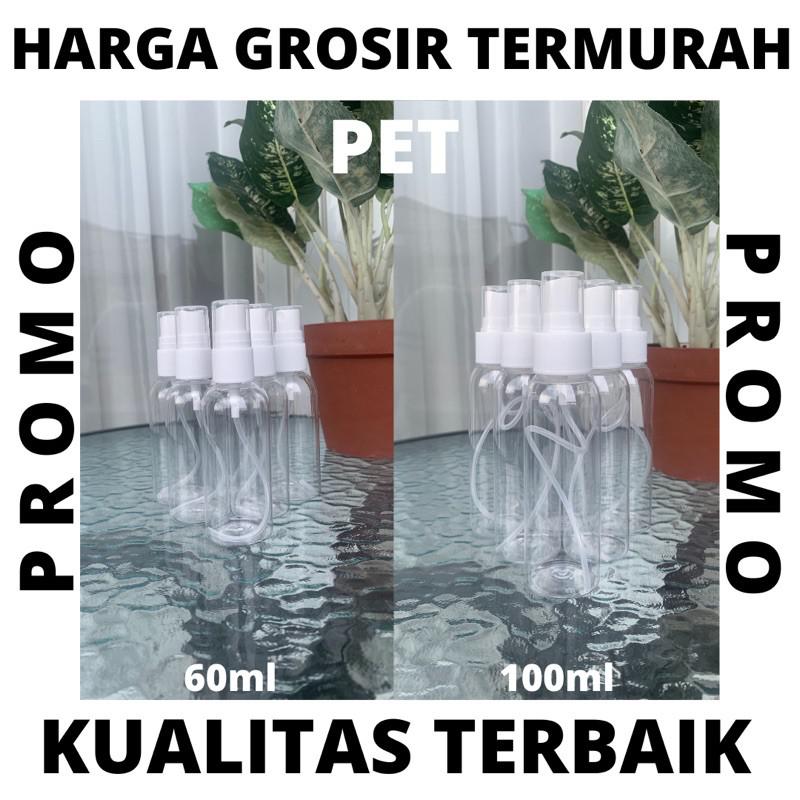 HARGA GROSIR TERMURAH
PET
PROMO
PROMO
60ml
100ml
KUALITAS TERBAIK